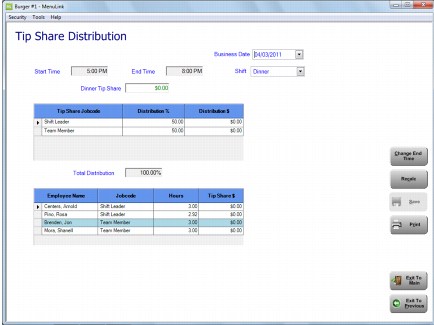 Burger #1 - MenuLink
Security Tools Help
Tip Share Distribution
Business Date 04/03/2011
Start Time 5:00 PM End Time 8:00 PM Shift Dinner
Dinner Tip Share $0.00
Tip Share Jobcode Distribution % Distribution $
Shift Leader 50.00 $0.00
Team Member 50.00 $0.00
Change End Time
Total Distribution 100.00%
Recalc
Employee Name Jobcode Hours Tip Share $
Centers, Arnold Shift Leader 3.00 $0.00
Pino, Rosa Shift Leader 2.92 $0.00
Brenden, Jon Team Member 3.00 $0.00
Mora, Shanell Team Member 3.00 $0.00
Save
Print
Exit To Main
Exit To Previous